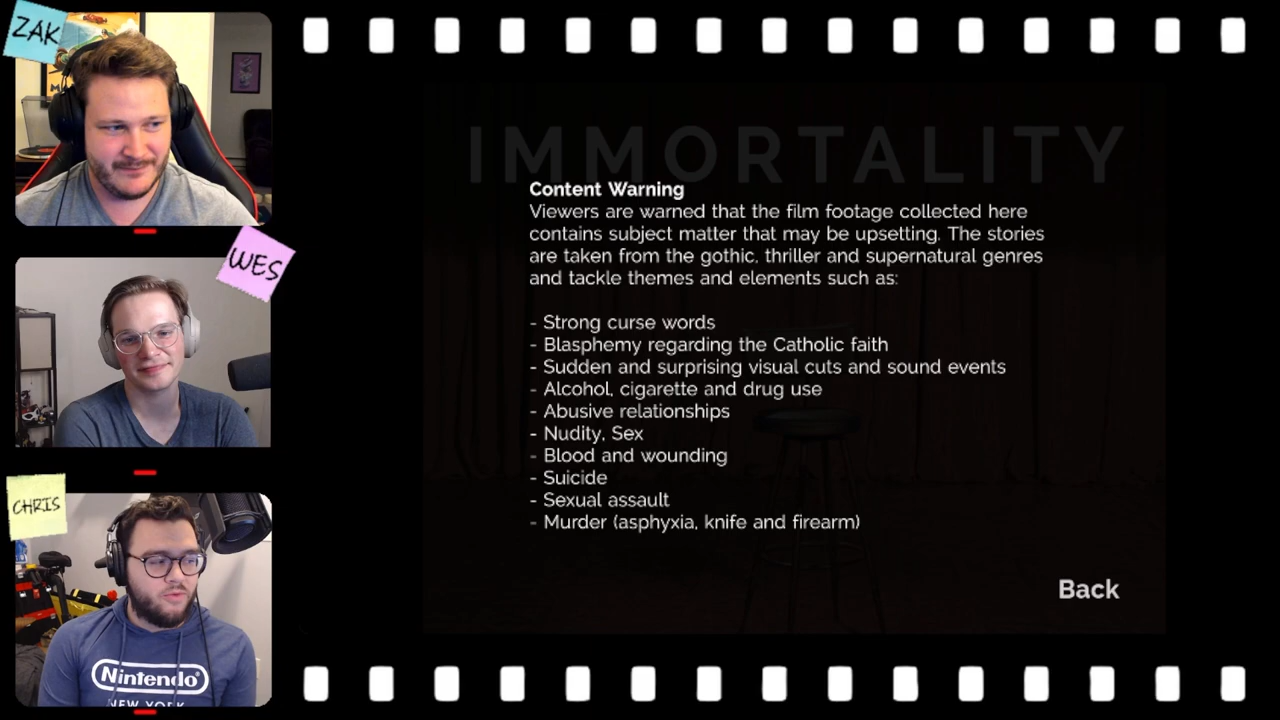 ZAK
WES
CHRIS
Nintendo
NEW YORK
IMMORTALITY
Content Warning
Viewers are warned that the film footage collected here
contains subject matter that may be upsetting. The stories
are taken from the gothic, thriller and supernatural genres
and tackle themes and elements such as:
- Strong curse words
- Blasphemy regarding the Catholic faith
- Sudden and surprising visual cuts and sound events
- Alcohol, cigarette and drug use
- Abusive relationships
- Nudity, Sex
- Blood and wounding
- Suicide
- Sexual assault
- Murder (asphyxia, knife and firearm)
Back